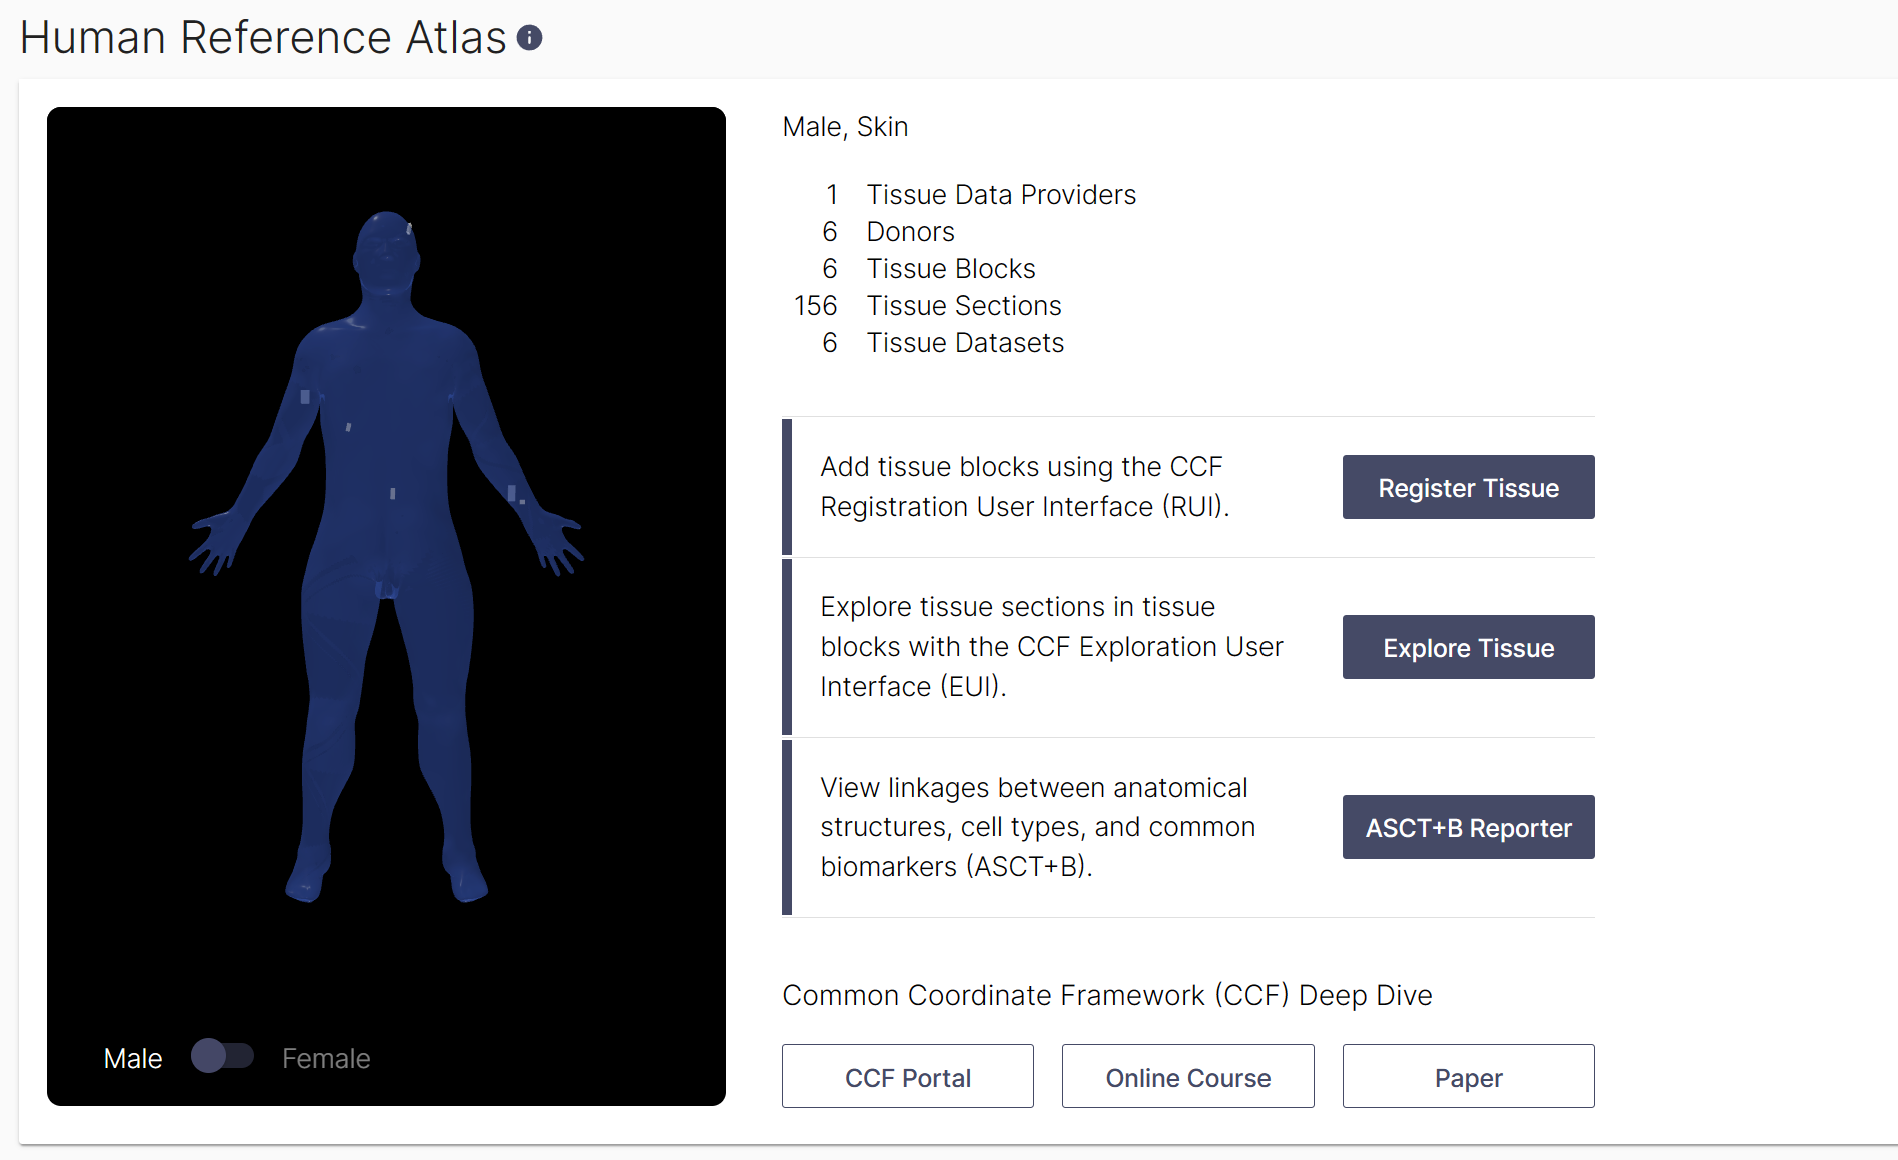 Human Reference Atlas
Male, Skin
1 Tissue Data Providers
6 Donors
6 Tissue Blocks
156 Tissue Sections
6 Tissue Datasets
Add tissue blocks using the CCF
Registration User Interface (RUI).
Register Tissue
Explore tissue sections in tissue
blocks with the CCF Exploration User
Interface (EUI).
Explore Tissue
View linkages between anatomical
structures, cell types, and common
biomarkers (ASCT+B).
ASCT+B Reporter
Male Female
Common Coordinate Framework (CCF) Deep Dive
CCF Portal
Online Course
Paper